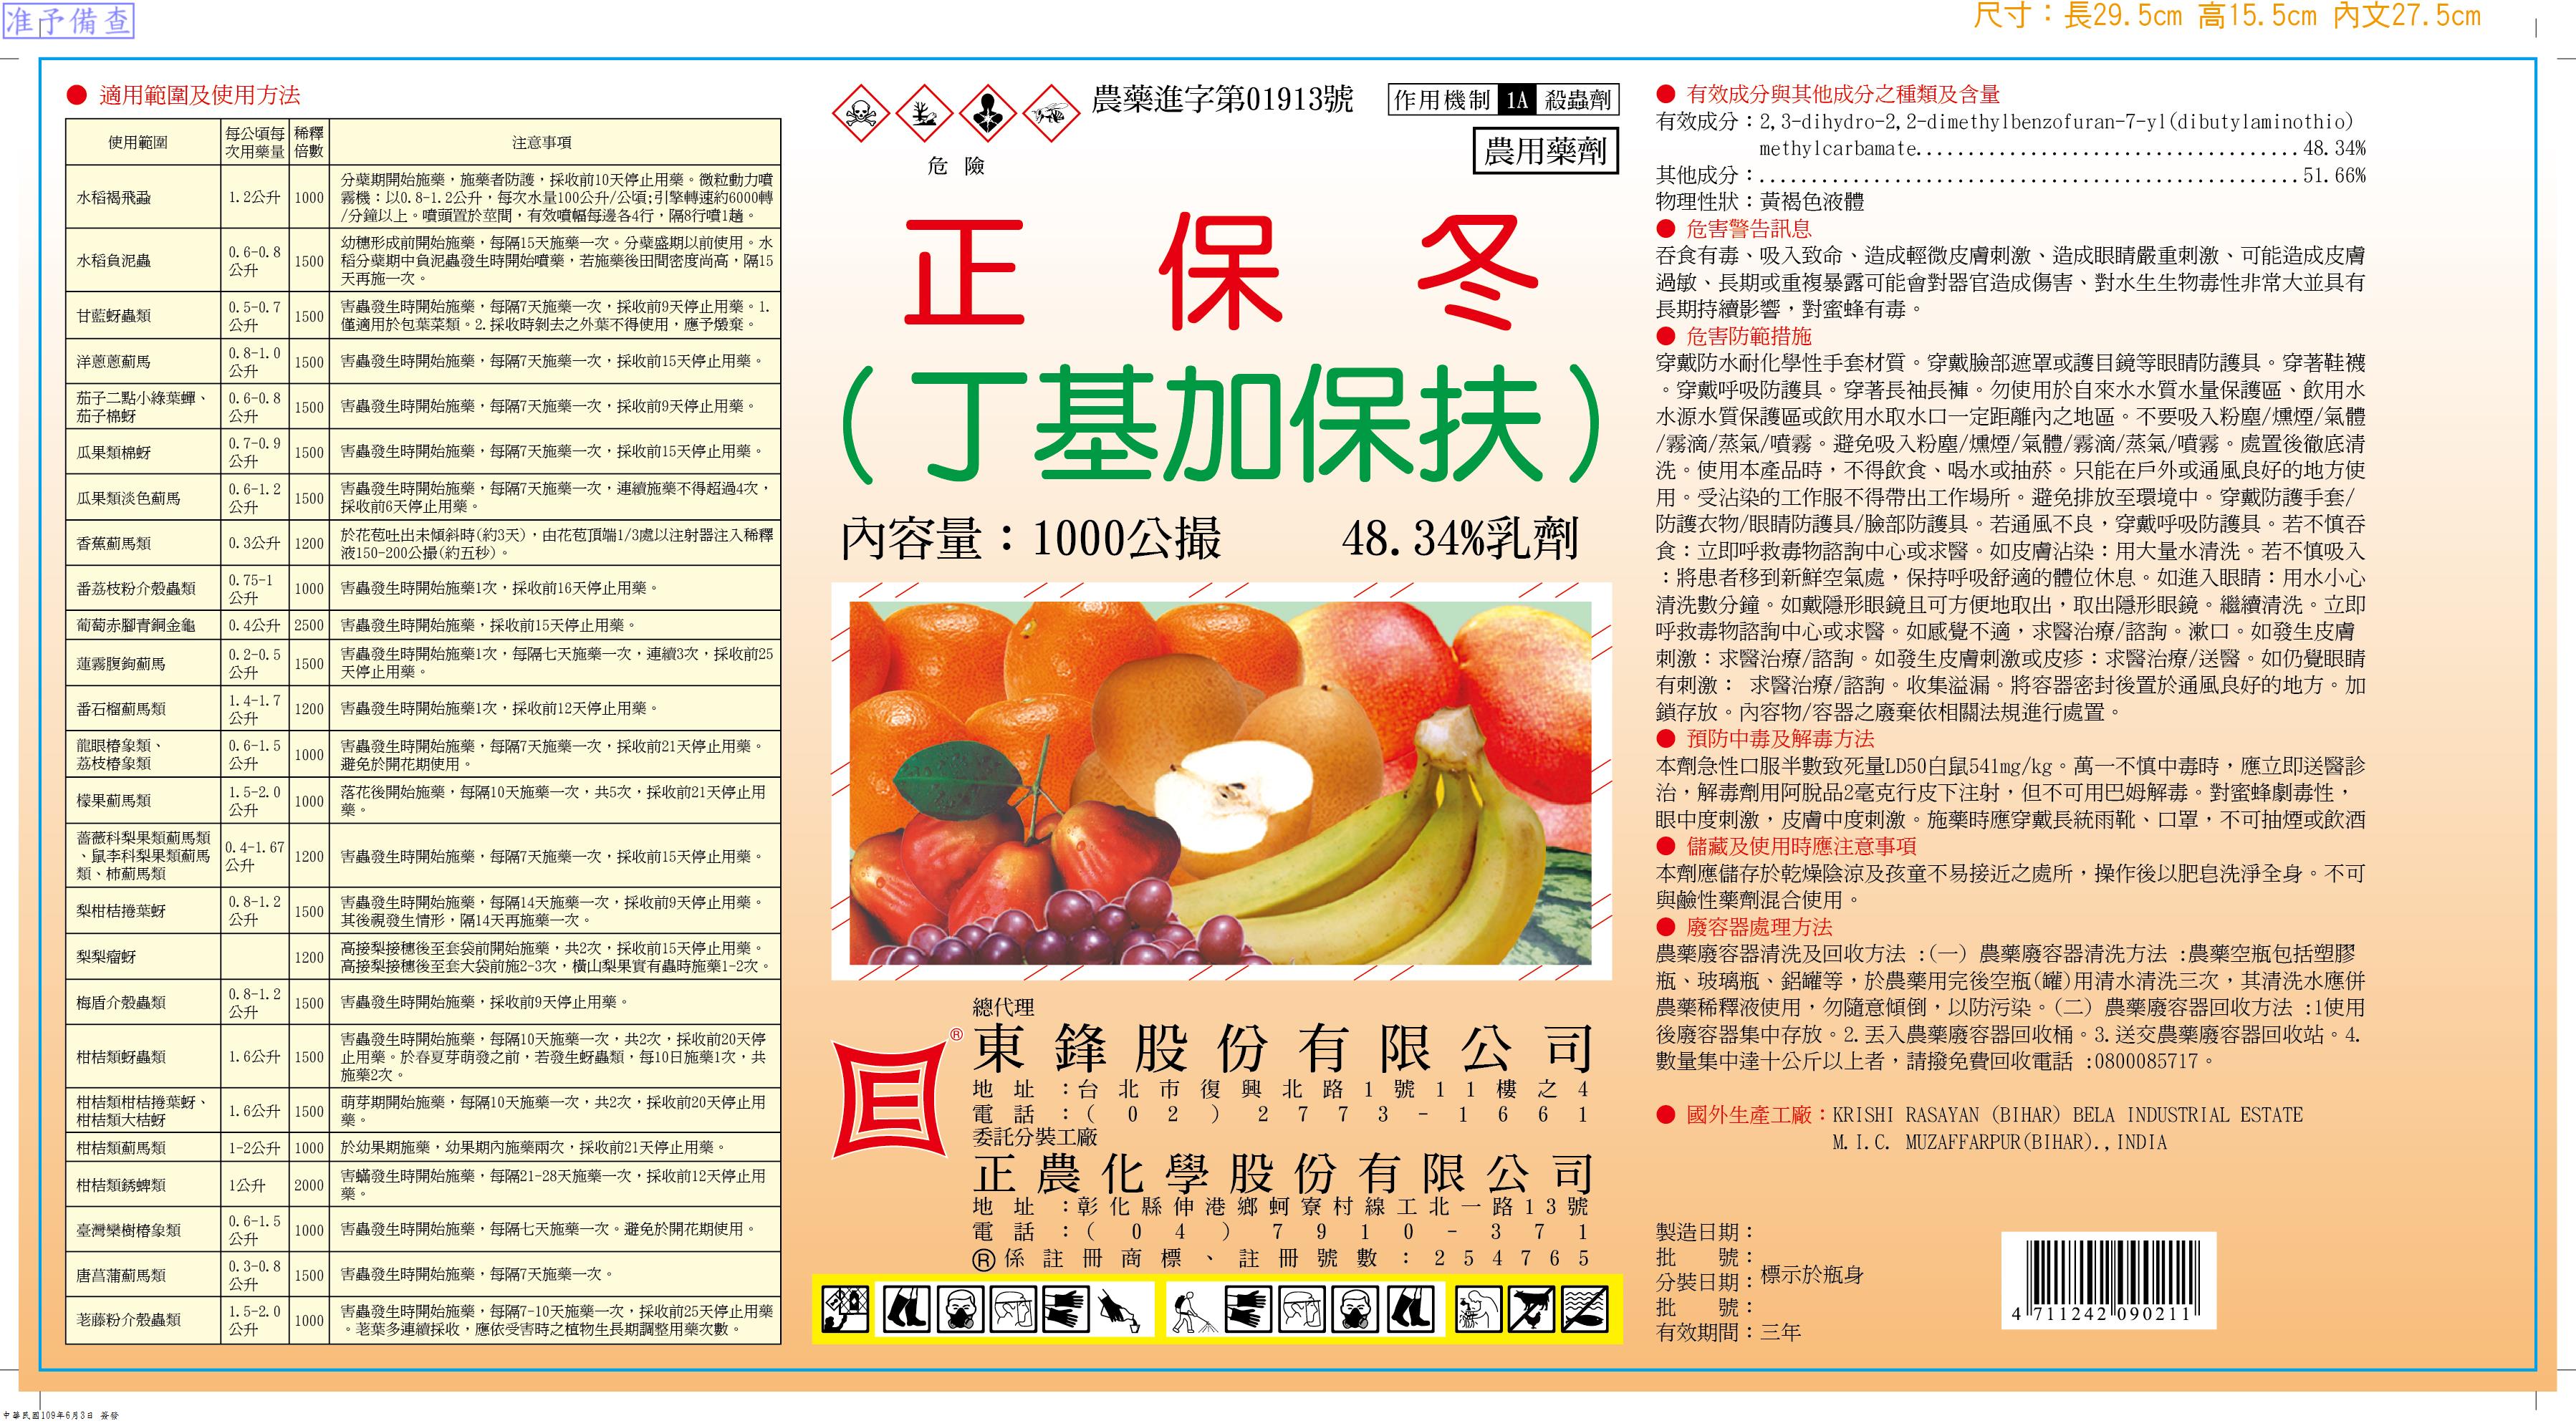 准予備查
尺寸：長29.5cm 高15.5cm 內文27.5cm
● 適用範圍及使用方法
使用範圍 每公頃每次用藥量 稀釋倍數 注意事項
水稻褐飛蝨 1.2公升 1000 分蘗期開始施藥，施藥者防護，採收前10天停止用藥。微粒動力噴
霧機：以0.8-1.2公升，每次水量100公升/公頃;引擎轉速約6000轉
/分鐘以上。噴頭置於莖間，有效噴幅每邊各4行，隔8行噴1趟。
水稻負泥蟲 0.6-0.8公升 1500 幼穗形成前開始施藥，每隔15天施藥一次。分蘗盛期以前使用。水
稻分蘗期中負泥蟲發生時開始噴藥，若施藥後田間密度尚高，隔15
天再施一次。
甘藍蚜蟲類 0.5-0.7公升 1500 害蟲發生時開始施藥，每隔7天施藥一次，採收前9天停止用藥。1.
僅適用於包葉菜類。2.採收時剝去之外葉不得使用，應予燬棄。
洋蔥蔥薊馬 0.8-1.0公升 1500 害蟲發生時開始施藥，每隔7天施藥一次，採收前15天停止用藥。
茄子二點小綠葉蟬、
茄子棉蚜 0.6-0.8公升 1500 害蟲發生時開始施藥，每隔7天施藥一次，採收前9天停止用藥。
瓜果類棉蚜 0.7-0.9公升 1500 害蟲發生時開始施藥，每隔7天施藥一次，採收前15天停止用藥。
瓜果類淡色薊馬 0.6-1.2公升 1500 害蟲發生時開始施藥，每隔7天施藥一次，連續施藥不得超過4次，
採收前6天停止用藥。
香蕉薊馬類 0.3公升 1200 於花苞吐出未傾斜時(約3天)，由花苞頂端1/3處以注射器注入稀釋
液150-200公撮(約五秒)。
番荔枝粉介殼蟲類 0.75-1公升 1000 害蟲發生時開始施藥1次，採收前16天停止用藥。
葡萄赤腳青銅金龜 0.4公升 2500 害蟲發生時開始施藥，採收前15天停止用藥。
蓮霧腹鉤薊馬 0.2-0.5公升 1500 害蟲發生時開始施藥1次，每隔七天施藥一次，連續3次，採收前25
天停止用藥。
番石榴薊馬類 1.4-1.7公升 1200 害蟲發生時開始施藥1次，採收前12天停止用藥。
龍眼椿象類、
荔枝椿象類 0.6-1.5公升 1000 害蟲發生時開始施藥，每隔7天施藥一次，採收前21天停止用藥。
避免於開花期使用。
檬果薊馬類 1.5-2.0公升 1000 落花後開始施藥，每隔10天施藥一次，共5次，採收前21天停止用
藥。
薔薇科梨果類薊馬類
、鼠李科梨果類薊馬
類、柿薊馬類 0.4-1.67公升 1200 害蟲發生時開始施藥，每隔7天施藥一次，採收前15天停止用藥。
梨柑桔捲葉蚜 0.8-1.2公升 1500 害蟲發生時開始施藥，每隔14天施藥一次，採收前9天停止用藥。
其後視發生情形，隔14天再施藥一次。
梨梨瘤蚜 1200 高接梨接穗後至套袋前開始施藥，共2次，採收前15天停止用藥。
高接梨接穗後至套大袋前施2-3次，橫山梨果實有蟲時施藥1-2次。
梅盾介殼蟲類 0.8-1.2公升 1500 害蟲發生時開始施藥，採收前9天停止用藥。
柑桔類蚜蟲類 1.6公升 1500 害蟲發生時開始施藥，每隔10天施藥一次，共2次，採收前20天停
止用藥。於春夏芽萌發之前，若發生蚜蟲類，每10日施藥1次，共
施藥2次。
柑桔類柑桔捲葉蚜、
柑桔類大桔蚜 1.6公升 1500 萌芽期開始施藥，每隔10天施藥一次，共2次，採收前20天停止用
藥。
柑桔類薊馬類 1-2公升 1000 於幼果期施藥，幼果期內施藥兩次，採收前21天停止用藥。
柑桔類銹蜱類 1公升 2000 害蟎發生時開始施藥，每隔21-28天施藥一次，採收前12天停止用
藥。
臺灣欒樹椿象類 0.6-1.5公升 1000 害蟲發生時開始施藥，每隔七天施藥一次。避免於開花期使用。
唐菖蒲薊馬類 0.3-0.8公升 1500 害蟲發生時開始施藥，每隔7天施藥一次。
荖藤粉介殼蟲類 1.5-2.0公升 1000 害蟲發生時開始施藥，每隔7-10天施藥一次，採收前25天停止用藥
。荖葉多連續採收，應依受害時之植物生長期調整用藥次數。
危 險
農藥進字第01913號
作用機制 1A 殺蟲劑
農用藥劑
正保冬
(丁基加保扶)
內容量：1000公撮 48.34%乳劑
總代理
東鋒股份有限公司
地址:台北市復興北路1號11樓之4
電話:(02)2773-1661
委託分裝工廠
正農化學股份有限公司
地址:彰化縣伸港鄉蚵寮村線工北一路13號
電話:(04)7910-371
®係註冊商標、註冊號數:254765
● 有效成分與其他成分之種類及含量
有效成分：2,3-dihydro-2,2-dimethylbenzofuran-7-yl(dibutylaminothio)
methylcarbamate.....................................48.34%
其他成分：....................................................51.66%
物理性狀：黃褐色液體
● 危害警告訊息
吞食有毒、吸入致命、造成輕微皮膚刺激、造成眼睛嚴重刺激、可能造成皮膚
過敏、長期或重複暴露可能會對器官造成傷害、對水生生物毒性非常大並具有
長期持續影響，對蜜蜂有毒。
● 危害防範措施
穿戴防水耐化學性手套材質。穿戴臉部遮罩或護目鏡等眼睛防護具。穿著鞋襪
。穿戴呼吸防護具。穿著長袖長褲。勿使用於自來水水質水量保護區、飲用水
水源水質保護區或飲用水取水口一定距離內之地區。不要吸入粉塵/燻煙/氣體
/霧滴/蒸氣/噴霧。避免吸入粉塵/燻煙/氣體/霧滴/蒸氣/噴霧。處置後徹底清
洗。使用本產品時，不得飲食、喝水或抽菸。只能在戶外或通風良好的地方使
用。受沾染的工作服不得帶出工作場所。避免排放至環境中。穿戴防護手套/
防護衣物/眼睛防護具/臉部防護具。若通風不良，穿戴呼吸防護具。若不慎吞
食：立即呼救毒物諮詢中心或求醫。如皮膚沾染：用大量水清洗。若不慎吸入
：將患者移到新鮮空氣處，保持呼吸舒適的體位休息。如進入眼睛：用水小心
清洗數分鐘。如戴隱形眼鏡且可方便地取出，取出隱形眼鏡。繼續清洗。立即
呼救毒物諮詢中心或求醫。如感覺不適，求醫治療/諮詢。漱口。如發生皮膚
刺激：求醫治療/諮詢。如發生皮膚刺激或皮疹：求醫治療/送醫。如仍覺眼睛
有刺激： 求醫治療/諮詢。收集溢漏。將容器密封後置於通風良好的地方。加
鎖存放。內容物/容器之廢棄依相關法規進行處置。
● 預防中毒及解毒方法
本劑急性口服半數致死量LD50白鼠541mg/kg。萬一不慎中毒時，應立即送醫診
治，解毒劑用阿脫品2毫克行皮下注射，但不可用巴姆解毒。對蜜蜂劇毒性，
眼中度刺激，皮膚中度刺激。施藥時應穿戴長統雨靴、口罩，不可抽煙或飲酒
● 儲藏及使用時應注意事項
本劑應儲存於乾燥陰涼及孩童不易接近之處所，操作後以肥皂洗淨全身。不可
與鹼性藥劑混合使用。
● 廢容器處理方法
農藥廢容器清洗及回收方法 :(一) 農藥廢容器清洗方法 :農藥空瓶包括塑膠
瓶、玻璃瓶、鋁罐等，於農藥用完後空瓶(罐)用清水清洗三次，其清洗水應併
農藥稀釋液使用，勿隨意傾倒，以防污染。(二) 農藥廢容器回收方法 :1使用
後廢容器集中存放。2.丟入農藥廢容器回收桶。3.送交農藥廢容器回收站。4.
數量集中達十公斤以上者，請撥免費回收電話 :0800085717。
● 國外生產工廠：KRISHI RASAYAN (BIHAR) BELA INDUSTRIAL ESTATE
M.I.C. MUZAFFARPUR(BIHAR).,INDIA
製造日期：
批 號：
分裝日期：標示於瓶身
批 號：
有效期間：三年
4 711242 090211
中華民國109年6月3日 簽發